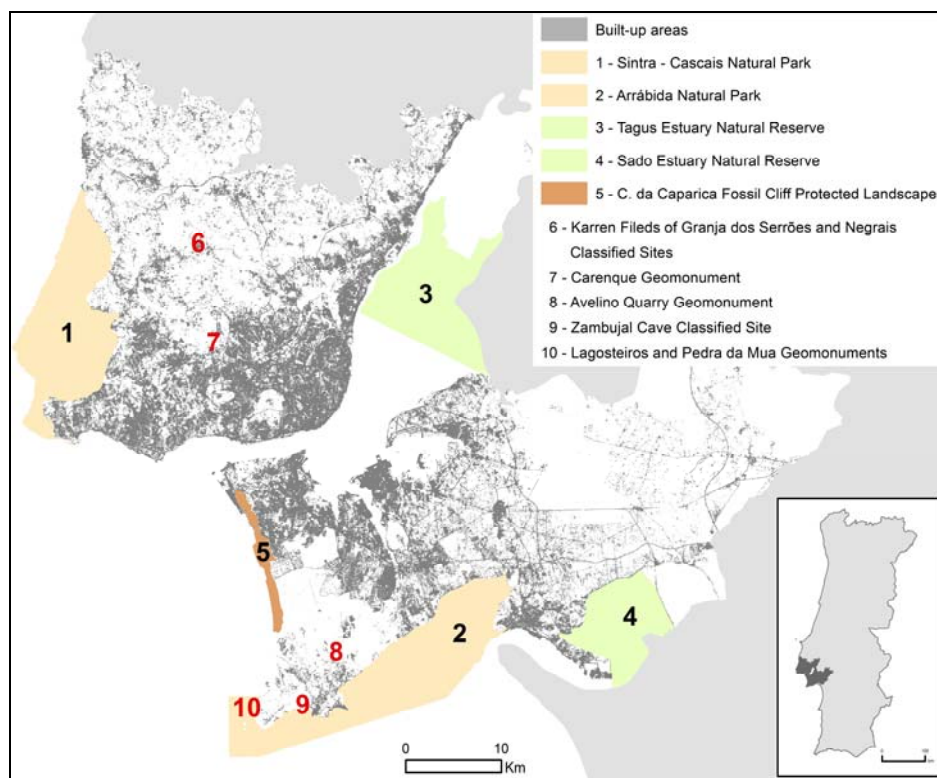 Built-up areas
1 - Sintra - Cascais Natural Park
2 - Arrábida Natural Park
3 - Tagus Estuary Natural Reserve
4 - Sado Estuary Natural Reserve
5 - C. da Caparica Fossil Cliff Protected Landscape
6 - Karren Fileds of Granja dos Serrões and Negrais
Classified Sites
7 - Carenque Geomonument
8 - Avelino Quarry Geomonument
9 - Zambujal Cave Classified Site
10 - Lagosteiros and Pedra da Mua Geomonuments
6
3
1
7
5
4
2
8
10
9
0 10
Km
0 100
km